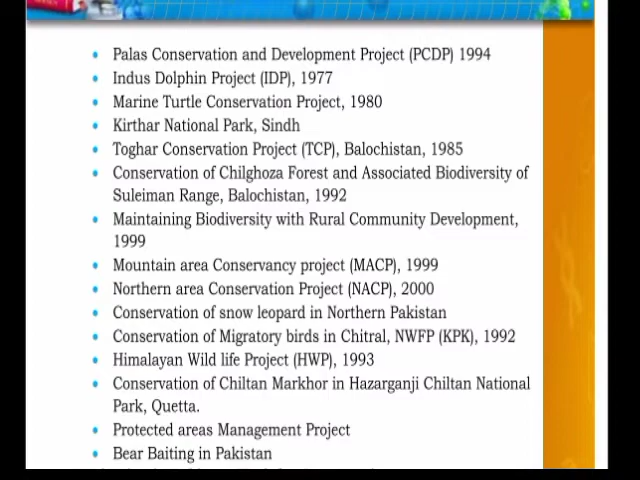 • Palas Conservation and Development Project (PCDP) 1994
• Indus Dolphin Project (IDP), 1977
• Marine Turtle Conservation Project, 1980
• Kirthar National Park, Sindh
• Toghar Conservation Project (TCP), Balochistan, 1985
• Conservation of Chilghoza Forest and Associated Biodiversity of
Suleiman Range, Balochistan, 1992
• Maintaining Biodiversity with Rural Community Development,
1999
• Mountain area Conservancy project (MACP), 1999
• Northern area Conservation Project (NACP), 2000
• Conservation of snow leopard in Northern Pakistan
• Conservation of Migratory birds in Chitral, NWFP (KPK), 1992
• Himalayan Wild life Project (HWP), 1993
• Conservation of Chiltan Markhor in Hazarganji Chiltan National
Park, Quetta.
• Protected areas Management Project
• Bear Baiting in Pakistan